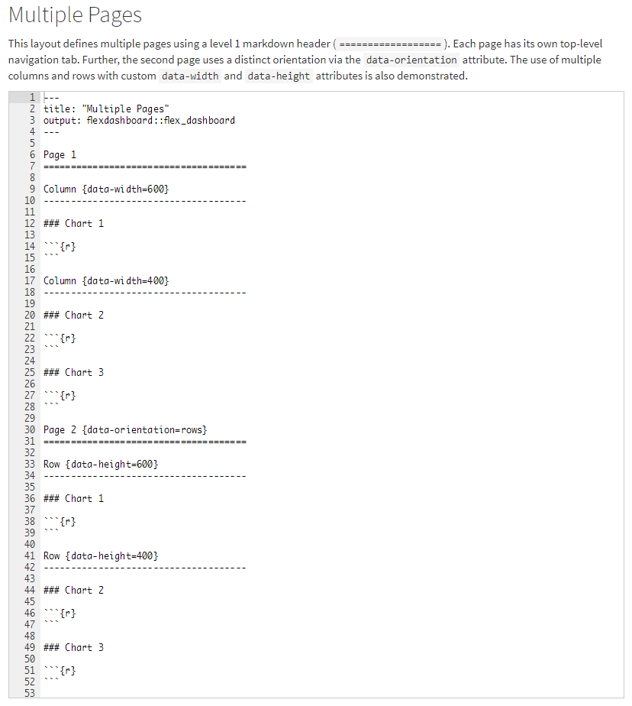 Multiple Pages
This layout defines multiple pages using a level 1 markdown header ( ================== ). Each page has its own top-level
navigation tab. Further, the second page uses a distinct orientation via the data-orientation attribute. The use of multiple
columns and rows with custom data-width and data-height attributes is also demonstrated.
1 ---
2 title: "Multiple Pages"
3 output: flexdashboard::flex_dashboard
4 ---
5
6 Page 1
7 =====================================
8
9 Column {data-width=600}
10 -------------------------------------
11
12 ### Chart 1
13
14 ```{r}
15 ```
16
17 Column {data-width=400}
18 -------------------------------------
19
20 ### Chart 2
21
22 ```{r}
23 ```
24
25 ### Chart 3
26
27 ```{r}
28 ```
29
30 Page 2 {data-orientation=rows}
31 =====================================
32
33 Row {data-height=600}
34 -------------------------------------
35
36 ### Chart 1
37
38 ```{r}
39 ```
40
41 Row {data-height=400}
42 -------------------------------------
43
44 ### Chart 2
45
46 ```{r}
47 ```
48
49 ### Chart 3
50
51 ```{r}
52 ```
53